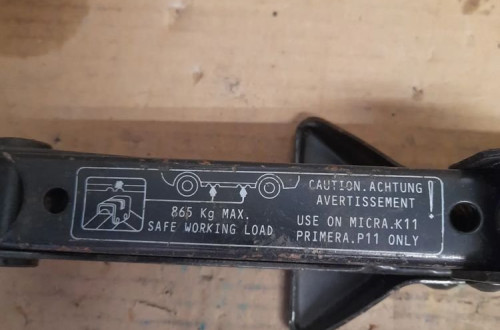 865 Kg MAX.
SAFE WORKING LOAD
CAUTION.ACHTUNG
AVERTISSEMENT
!
USE ON MICRA.K11
PRIMERA.P11 ONLY